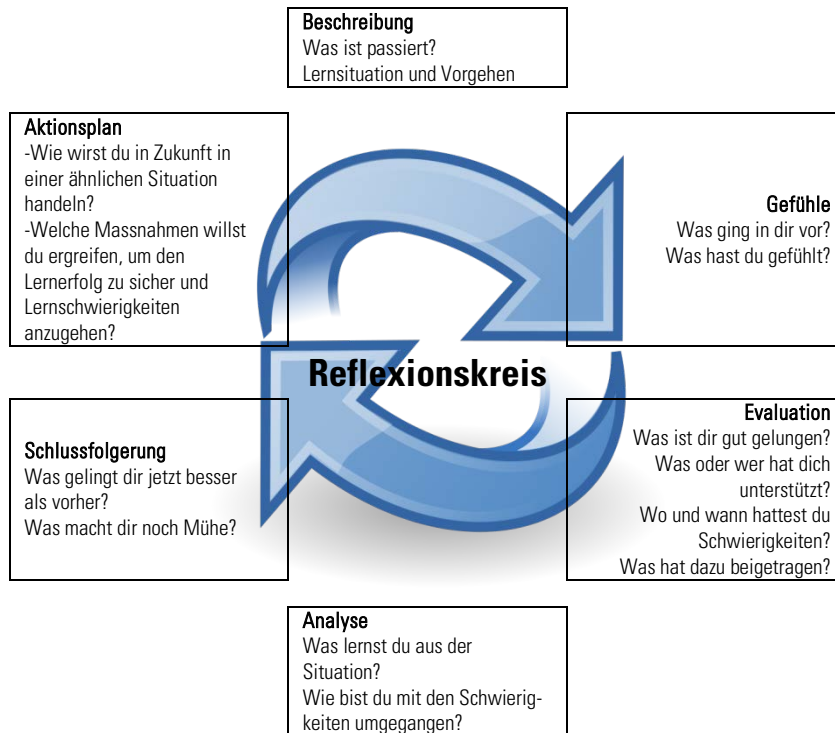 Beschreibung
Was ist passiert?
Lernsituation und Vorgehen
Aktionsplan
-Wie wirst du in Zukunft in
einer ähnlichen Situation
handeln?
-Welche Massnahmen willst
du ergreifen, um den
Lernerfolg zu sicher und
Lernschwierigkeiten
anzugehen?
Gefühle
Was ging in dir vor?
Was hast du gefühlt?
Reflexionskreis
Schlussfolgerung
Was gelingt dir jetzt besser
als vorher?
Was macht dir noch Mühe?
Evaluation
Was ist dir gut gelungen?
Was oder wer hat dich
unterstützt?
Wo und wann hattest du
Schwierigkeiten?
Was hat dazu beigetragen?
Analyse
Was lernst du aus der
Situation?
Wie bist du mit den Schwierig-
keiten umgegangen?